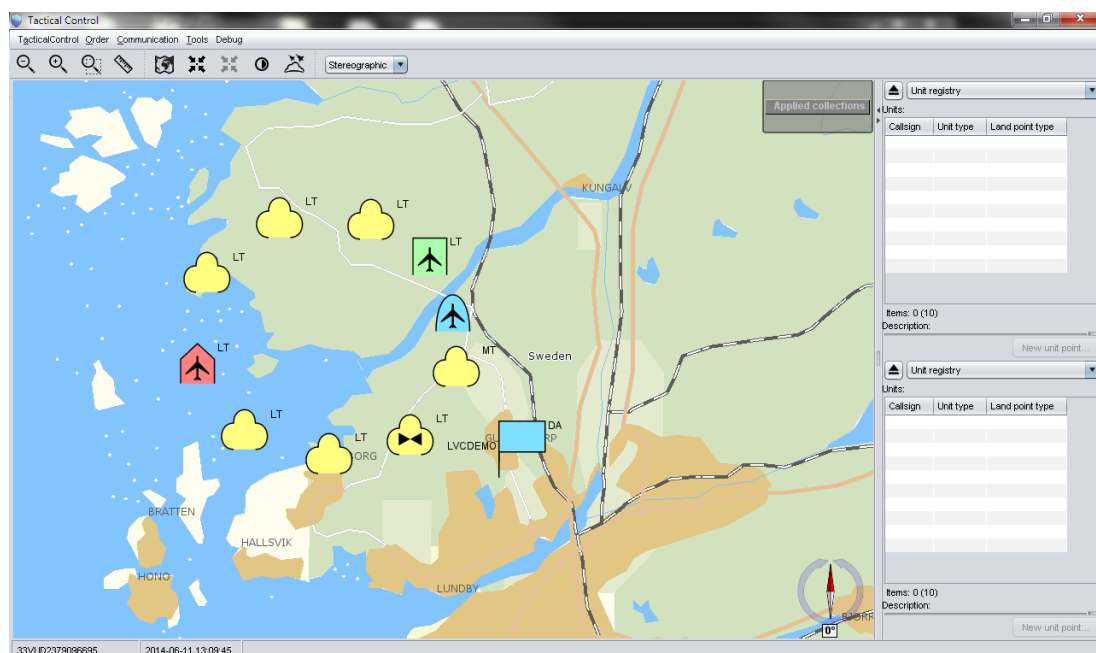 Tactical Control
TacticalControl Order Communication Tools Debug
Stereographic
Applied collections
Unit registry
Units:
Callsign Unit type Land point type
Items: 0 (10)
Description:
New unit point...
Unit registry
Units:
Callsign Unit type Land point type
Items: 0 (10)
Description:
New unit point...
KUNGALV
LT
LT
LT
LT
LT
MT
Sweden
LT
LT
LT
DA
LVCDEMO
BRATTEN
HALLSVIK
HONO
LUNDBY
0°
33VUD2379096695 2014-06-11 13:09:45